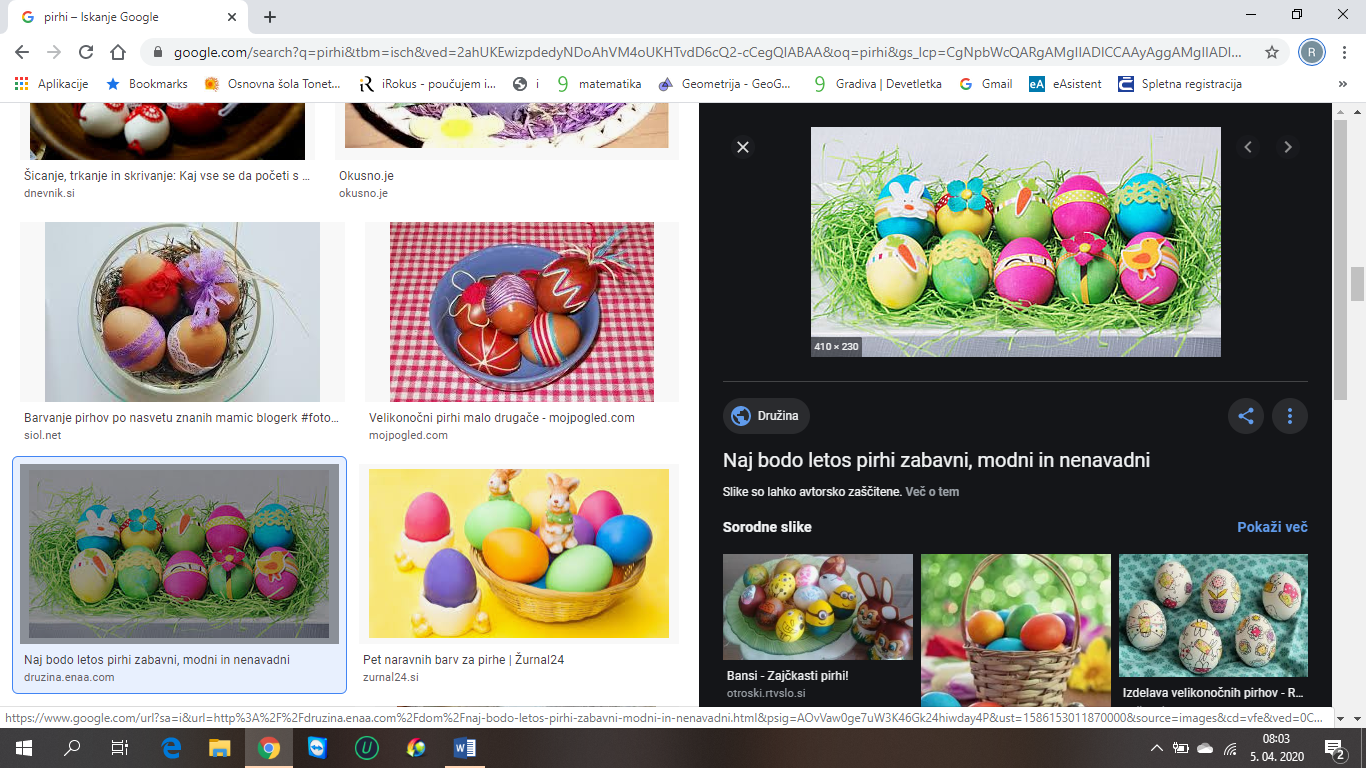 pirhi – Iskanje Google
google.com/search?q=pirhi&tbm=isch&ved=2ahUKEwizpdedyNDoAhVM4oUKHTvdD6cQ2-cCegQIABAA&oq=pirhi&gs_lcp=CgNpbWcQARgAMgIIADICCAAyAggAMgIIADI...
R
Aplikacije
Bookmarks
Osnovna šola Tonet...
iRokus – poučujem i...
i
matematika
Geometrija - GeoG...
Gradiva | Devetletka
Gmail
eA eAsistent
Spletna registracija
Šicanje, trkanje in skrivanje: Kaj vse se da početi s ...
dnevnik.si
Okusno.je
okusno.je
Barvanje pirhov po nasvetu znanih mamic blogerk #foto...
siol.net
Velikonočni pirhi malo drugače - mojpogled.com
mojpogled.com
Naj bodo letos pirhi zabavni, modni in nenavadni
druzina.enaa.com
Pet naravnih barv za pirhe | Žurnal24
zurnal24.si
410 × 230
Družina
Naj bodo letos pirhi zabavni, modni in nenavadni
Slike so lahko avtorsko zaščitene. Več o tem
Sorodne slike
Pokaži več
Bansi - Zajčkasti pirhi!
otroski.rtvslo.si
Izdelava velikonočnih pirhov - R...
https://www.google.com/url?sa=i&url=http%3A%2F%2Fdruzina.enaa.com%2Fdom%2Fnaj-bodo-letos-pirhi-zabavni-modni-in-nenavadni.html&psig=AOvVaw0ge7uW3K46Gk24hiwday4P&ust=1586153011870000&source=images&cd=vfe&ved=0C...
08:03
5. 04. 2020
2